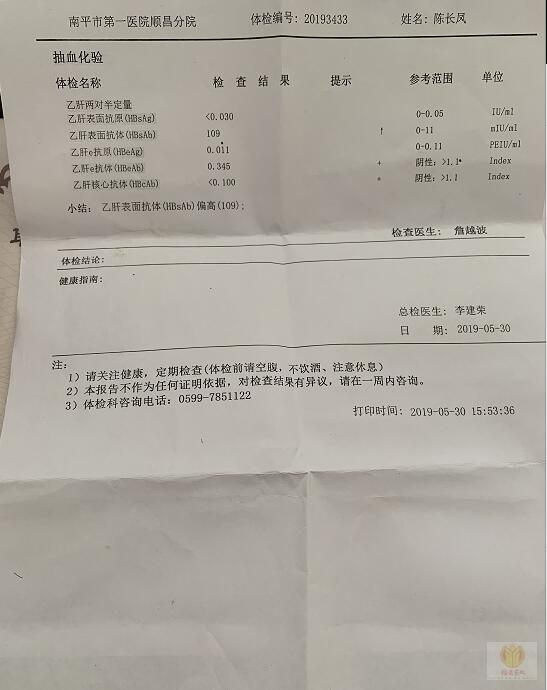 南平市第一医院顺昌分院 体检编号: 20193433 姓名: 陈长凤
抽血化验
体检名称 检 查 结 果 提示 参考范围 单位
乙肝两对半定量
乙肝表面抗原(HBsAg) <0.030 0-0.05 IU/ml
乙肝表面抗体(HBsAb) 109 ↑ 0-11 mIU/ml
乙肝e抗原(HBeAg) 0.011 0-0.11 PEIU/ml
乙肝e抗体(HBeAb) 0.345 + 阴性: >1.1 Index
乙肝核心抗体(HBcAb) <0.100 + 阴性: >1.1 Index
小结: 乙肝表面抗体(HBsAb)偏高(109);
检查医生: 詹越波
体检结论:
健康指南:
总检医生: 李建荣
日 期: 2019-05-30
注:
1) 请关注健康, 定期检查(体检前请空腹, 不饮酒、注意休息)
2) 本报告不作为任何证明依据, 对检查结果有异议, 请在一周内咨询。
3) 体检科咨询电话: 0599-7851122
打印时间: 2019-05-30 15:53:36